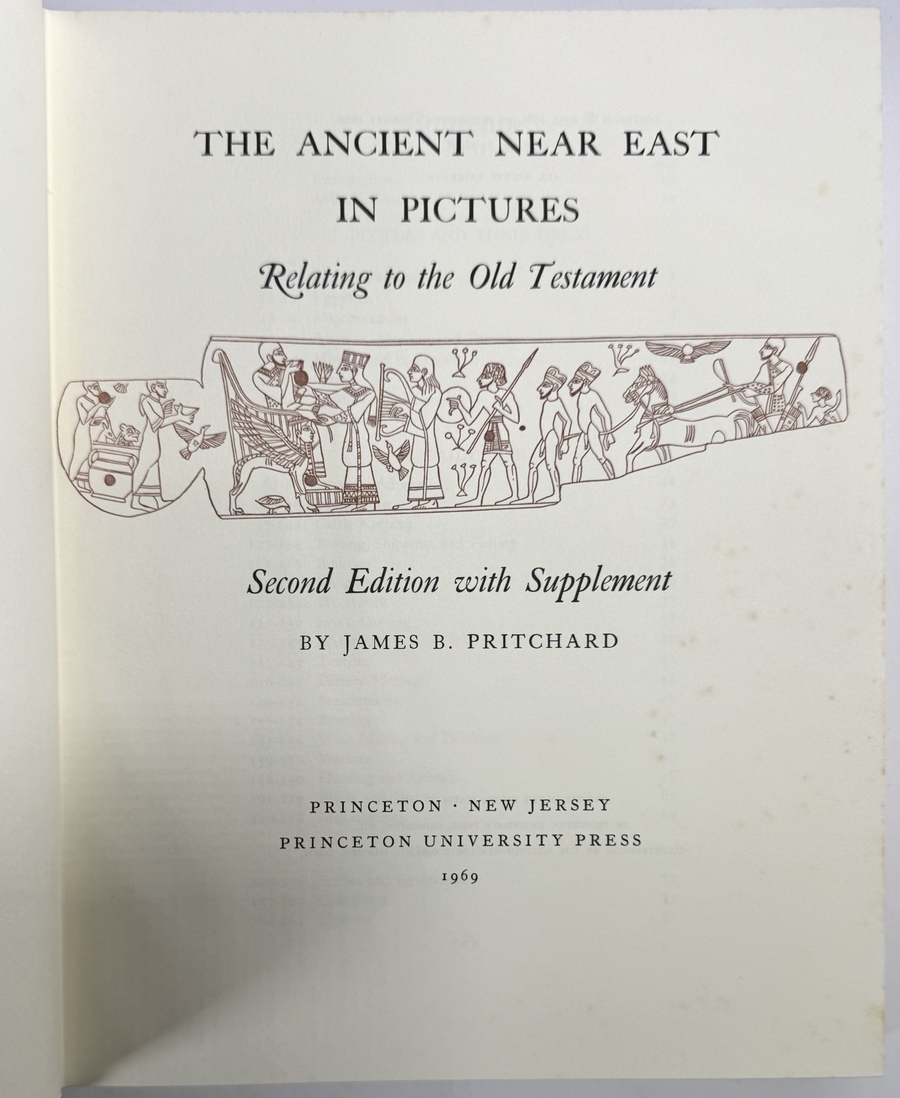 THE ANCIENT NEAR EAST
IN PICTURES
Relating to the Old Testament
Second Edition with Supplement
BY JAMES B. PRITCHARD
PRINCETON · NEW JERSEY
PRINCETON UNIVERSITY PRESS
1969